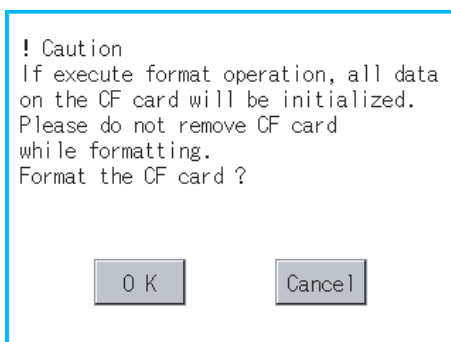 ! Caution
If execute format operation, all data
on the CF card will be initialized.
Please do not remove CF card
while formatting.
Format the CF card ?
O K
Cancel